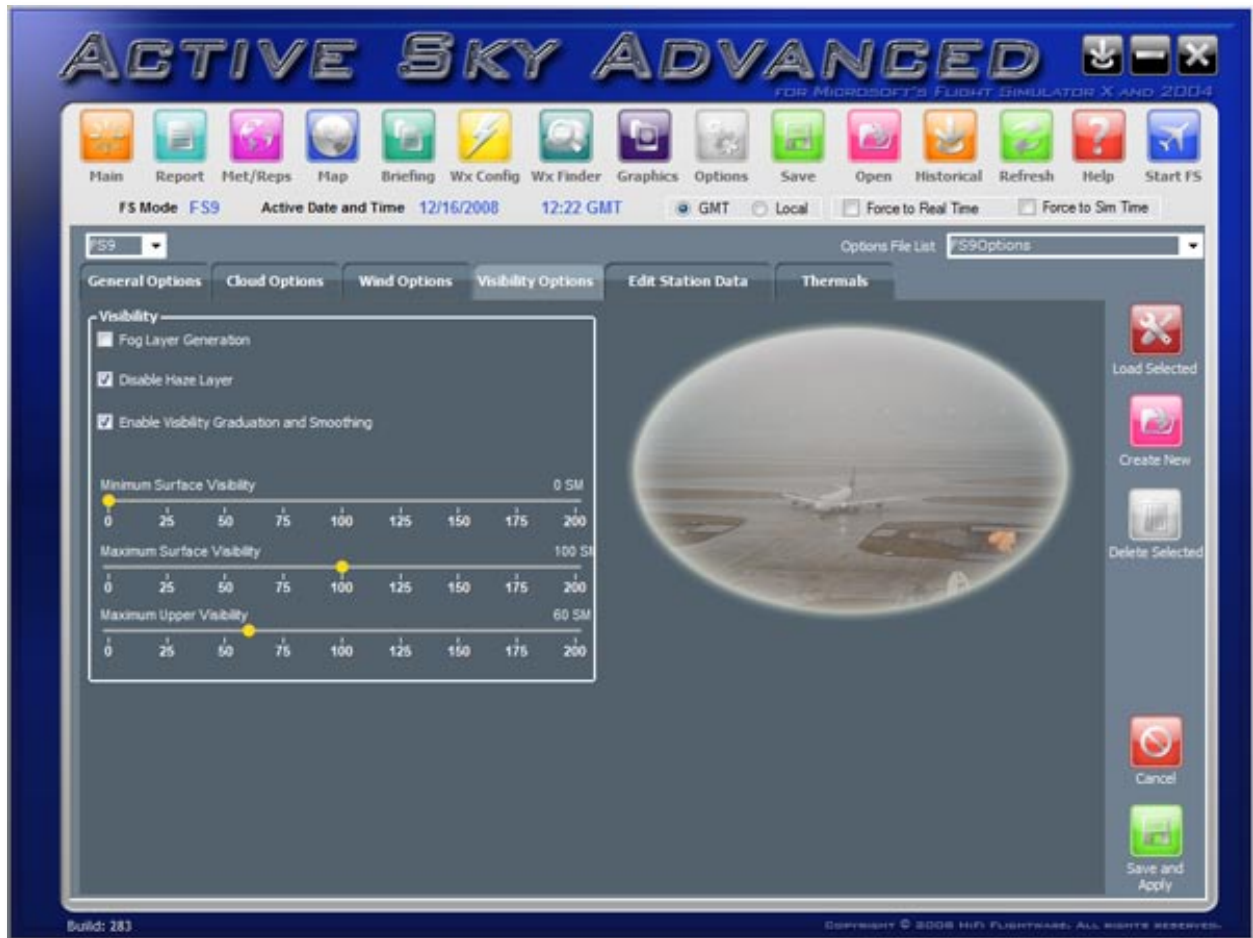 ACTIVE SKY ADVANCED
FOR MICROSOFT'S FLIGHT SIMULATOR X AND 2004
Main Report Met/Reps Map Briefing Wx Config Wx Finder Graphics Options Save Open Historical Refresh Help Start FS
FS Mode FS9 Active Date and Time 12/16/2008 12:22 GMT GMT Local Force to Real Time Force to Sim Time
FS9 Options File List FS9Options
General Options Cloud Options Wind Options Visibility Options Edit Station Data Thermals
Visibility
Fog Layer Generation
Disable Haze Layer
Enable Visbility Graduation and Smoothing
Minimum Surface Visibility 0 SM
0 25 50 75 100 125 150 175 200
Maximum Surface Visibility 100 SM
0 25 50 75 100 125 150 175 200
Maximum Upper Visibility 60 SM
0 25 50 75 100 125 150 175 200
Load Selected
Create New
Delete Selected
Cancel
Save and
Apply
Build: 283
COPYRIGHT © 2008 HIFI FLIGHTWARE. ALL RIGHTS RESERVED.